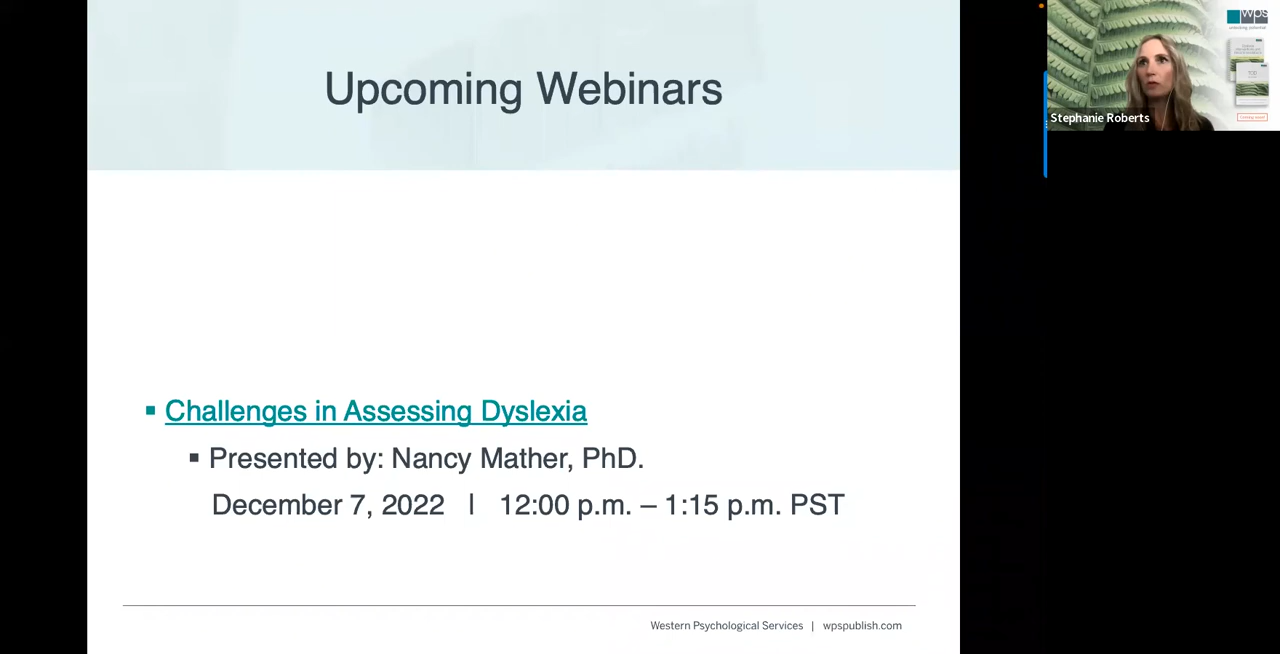 Upcoming Webinars
Challenges in Assessing Dyslexia
Presented by: Nancy Mather, PhD.
December 7, 2022 | 12:00 p.m. – 1:15 p.m. PST
Western Psychological Services | wpspublish.com
wps
Stephanie Roberts